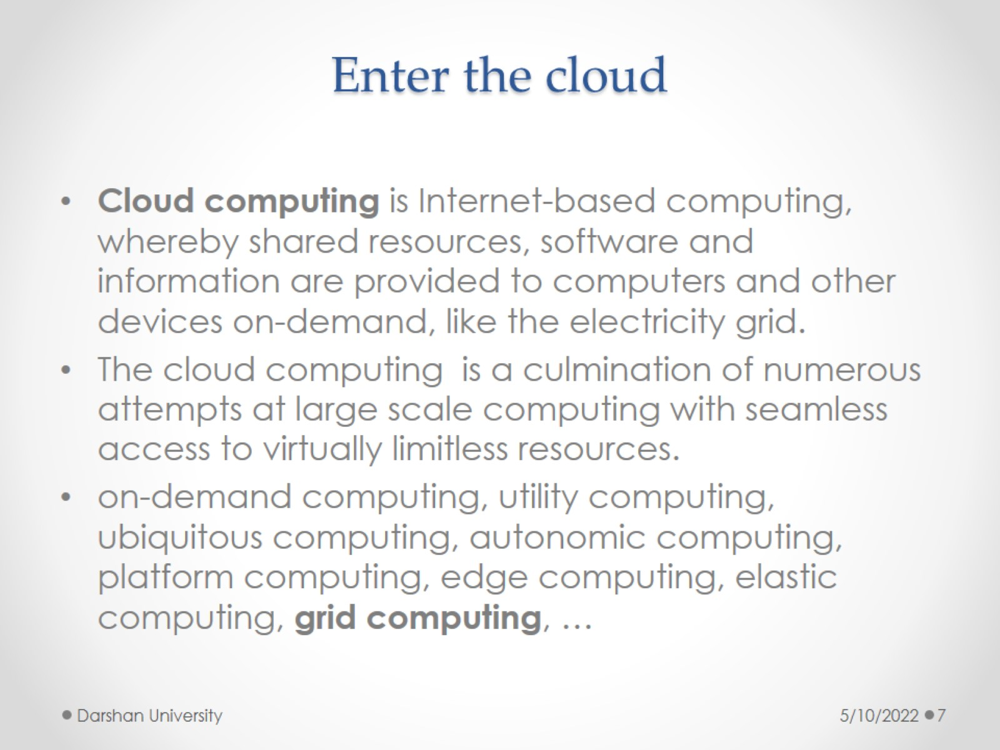 Enter the cloud
• Cloud computing is Internet-based computing,
whereby shared resources, software and
information are provided to computers and other
devices on-demand, like the electricity grid.
• The cloud computing  is a culmination of numerous
attempts at large scale computing with seamless
access to virtually limitless resources.
• on-demand computing, utility computing,
ubiquitous computing, autonomic computing,
platform computing, edge computing, elastic
computing, grid computing, …
● Darshan University
5/10/2022 ● 7